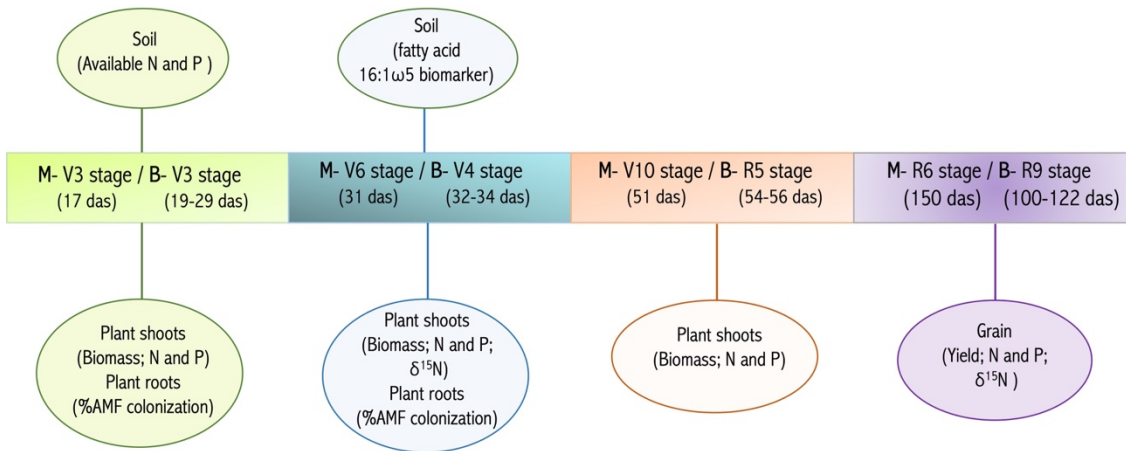 Soil
(Available N and P )
Soil
(fatty acid
16:1ω5 biomarker)
M- V3 stage / B- V3 stage
(17 das) (19-29 das)
M- V6 stage / B- V4 stage
(31 das) (32-34 das)
M- V10 stage / B- R5 stage
(51 das) (54-56 das)
M- R6 stage / B- R9 stage
(150 das) (100-122 das)
Plant shoots
(Biomass; N and P)
Plant roots
(%AMF colonization)
Plant shoots
(Biomass; N and P;
δ¹⁵N)
Plant roots
(%AMF colonization)
Plant shoots
(Biomass; N and P)
Grain
(Yield; N and P;
δ¹⁵N )